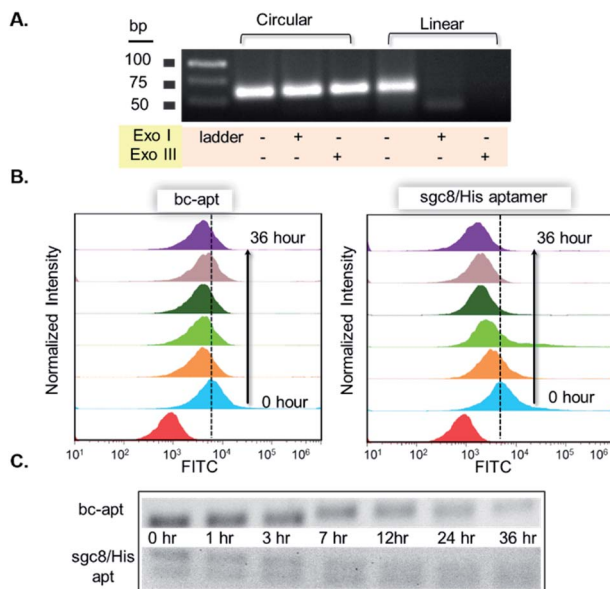 A.
bp
Circular
Linear
100
75
50
Exo I ladder - + - - + -
Exo III - - + - - +
B.
bc-apt
sgc8/His aptamer
36 hour
36 hour
Normalized Intensity
Normalized Intensity
0 hour
0 hour
10¹ 10² 10³ 10⁴ 10⁵ 10⁶
10¹ 10² 10³ 10⁴ 10⁵ 10⁶
FITC
FITC
C.
bc-apt
0 hr 1 hr 3 hr 7 hr 12hr 24 hr 36 hr
sgc8/His
apt